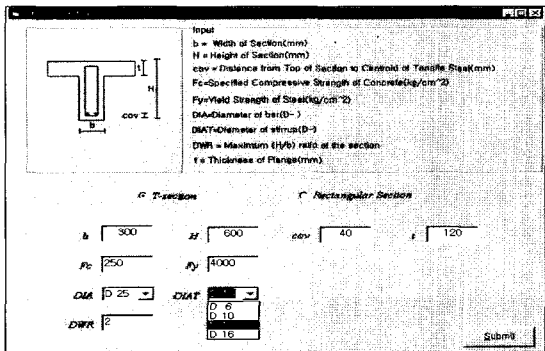 Input
b = Width of Section(mm)
H = Height of Section(mm)
cov = Distance from Top of Section to Centroid of Tensile Steel(mm)
Fc=Specified Compressive Strength of Concrete(kg/cm^2)
Fy=Yield Strength of Steel(kg/cm^2)
DIA=Diameter of bar(D- )
DIAT=Diameter of stirrup(D-)
DWR = Maximum (H/b) ratio of the section
t = Thickness of Flange(mm)
t
H
cov
b
T-section Rectangular Section
b 300 H 600 cov 40 t 120
Fc 250 Fy 4000
DIA D 25 DIAT
D 6
D 10
D 16
DWR 2
Submit